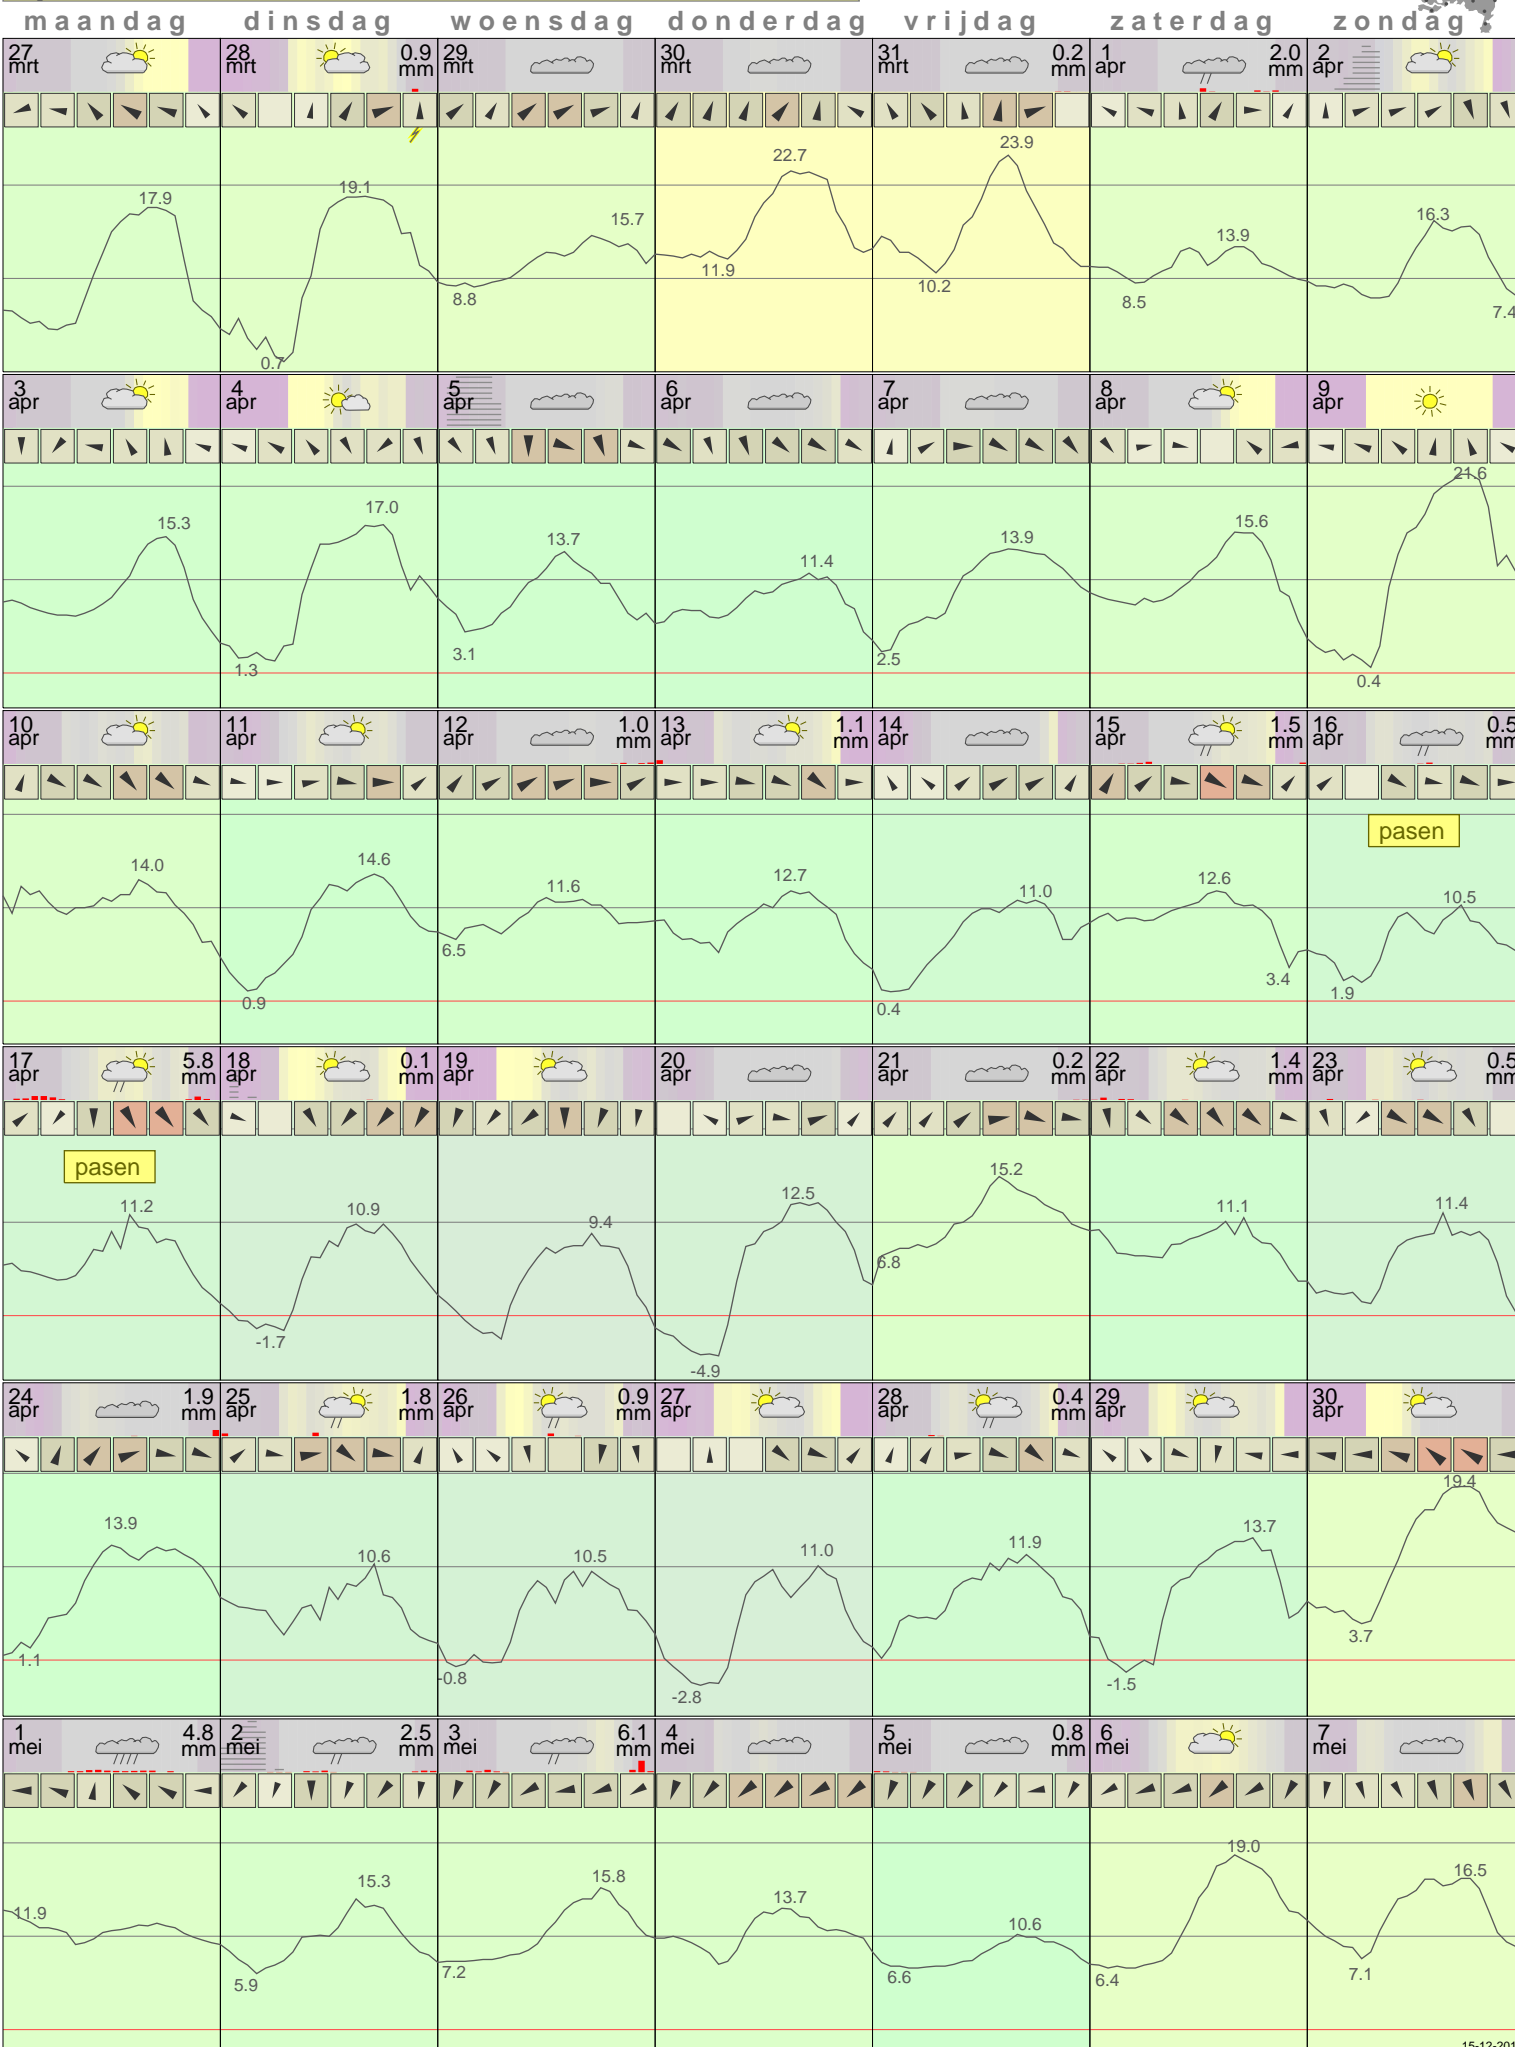 maandag dinsdag woensdag donderdag vrijdag zaterdag zondag
27 28 0.9 29 30 31 0.2 1 2.0 2
mrt mrt mm mrt mrt mrt mm apr mm apr
17.9 19.1 15.7 22.7 23.9 13.9 16.3
0.7 8.8 11.9 10.2 8.5 7.4
3 4 5 6 7 8 9
apr apr apr apr apr apr apr
15.3 17.0 13.7 11.4 13.9 15.6 21.6
1.3 3.1 2.5 0.4
10 11 12 1.0 13 1.1 14 15 1.5 16 0.5
apr apr apr mm apr mm apr apr mm apr mm
pasen
14.0 14.6 11.6 12.7 11.0 12.6 10.5
0.9 6.5 0.4 3.4 1.9
17 5.8 18 0.1 19 20 21 0.2 22 1.4 23 0.5
apr mm apr mm apr apr apr mm apr mm apr mm
pasen
11.2 10.9 9.4 12.5 15.2 11.1 11.4
-1.7 -4.9 6.8
24 1.9 25 1.8 26 0.9 27 28 0.4 29 30
apr mm apr mm apr mm apr apr mm apr apr
13.9 10.6 10.5 11.0 11.9 13.7 19.4
1.1 -0.8 -2.8 -1.5 3.7
1 4.8 2 2.5 3 6.1 4 5 0.8 6 7
mei mm mei mm mei mm mei mei mm mei mei
11.9 15.3 15.8 13.7 10.6 19.0 16.5
5.9 7.2 6.6 6.4 7.1